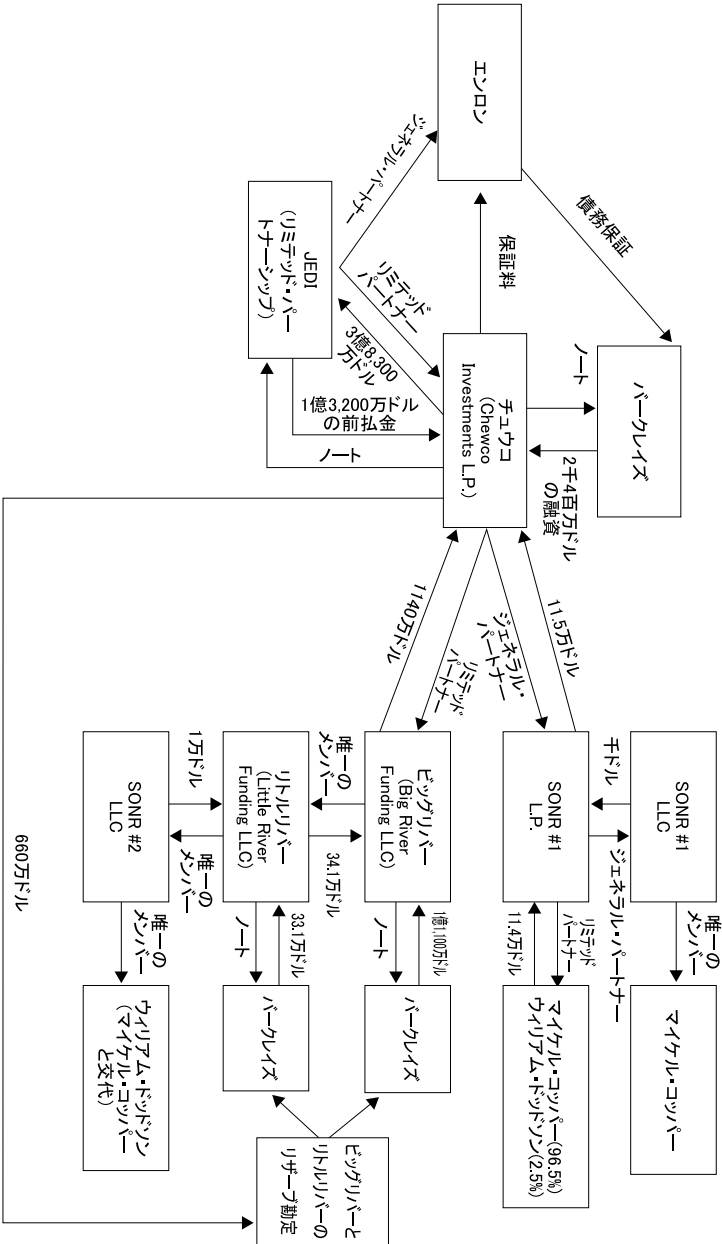 SONR #1
LLC
唯一の
メンバー
マイケル・コッパー
バークレイズ
債務保証
千ドル
ジェネラル・パートナー
ノート
2千4百万ドル
の融資
11.5万ドル
SONR #1
L.P.
リミテッド
パートナー
11.4万ドル
マイケル・コッパー(96.5%)
ウィリアム・ドッドソン(2.5%)
エンロン
保証料
チュウコ
(Chewco
Investments L.P.)
ジェネラル・
パートナー
リミテッド
パートナー
11.40万ドル
ジェネラル・パートナー
リミテッド
パートナー
3億8,300
万ドル
ビッグリバー
(Big River
Funding LLC)
1億1,100万ドル
ノート
バークレイズ
JEDI
(リミテッド・パー
トナーシップ)
1億3,200万ドル
の前払金
ノート
唯一の
メンバー
34.1万ドル
ビッグリバーと
リトルリバーの
リザーブ勘定
リトルリバー
(Little River
Funding LLC)
33.1万ドル
ノート
バークレイズ
1万ドル
唯一の
メンバー
SONR #2
LLC
唯一の
メンバー
ウィリアム・ドッドソン
(マイケル・コッパー
と交代)
660万ドル